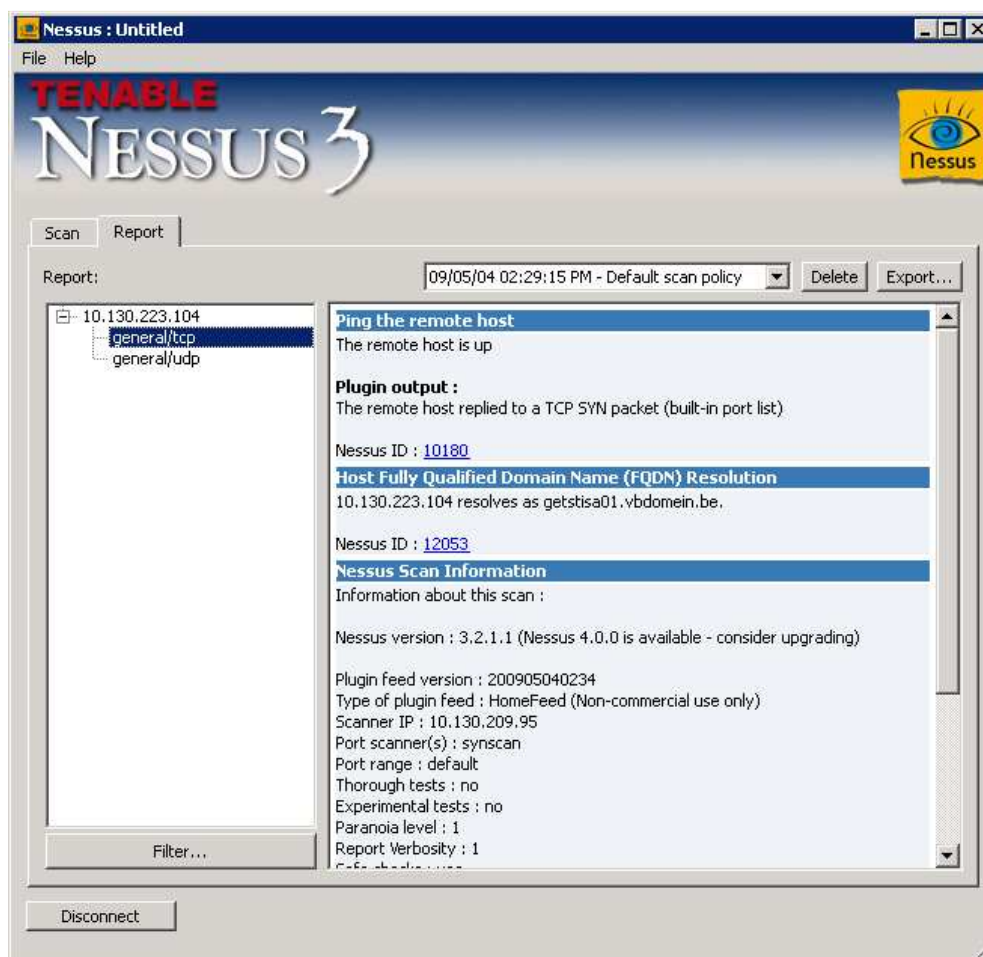 Nessus : Untitled
File Help
TENABLE
NESSUS 3
Nessus
Scan Report
Report: 09/05/04 02:29:15 PM - Default scan policy Delete Export...
10.130.223.104
general/tcp
general/udp
Filter...
Ping the remote host
The remote host is up
Plugin output :
The remote host replied to a TCP SYN packet (built-in port list)
Nessus ID : 10180
Host Fully Qualified Domain Name (FQDN) Resolution
10.130.223.104 resolves as getstisa01.vbdomein.be.
Nessus ID : 12053
Nessus Scan Information
Information about this scan :
Nessus version : 3.2.1.1 (Nessus 4.0.0 is available - consider upgrading)
Plugin feed version : 200905040234
Type of plugin feed : HomeFeed (Non-commercial use only)
Scanner IP : 10.130.209.95
Port scanner(s) : synscan
Port range : default
Thorough tests : no
Experimental tests : no
Paranoia level : 1
Report Verbosity : 1
Disconnect